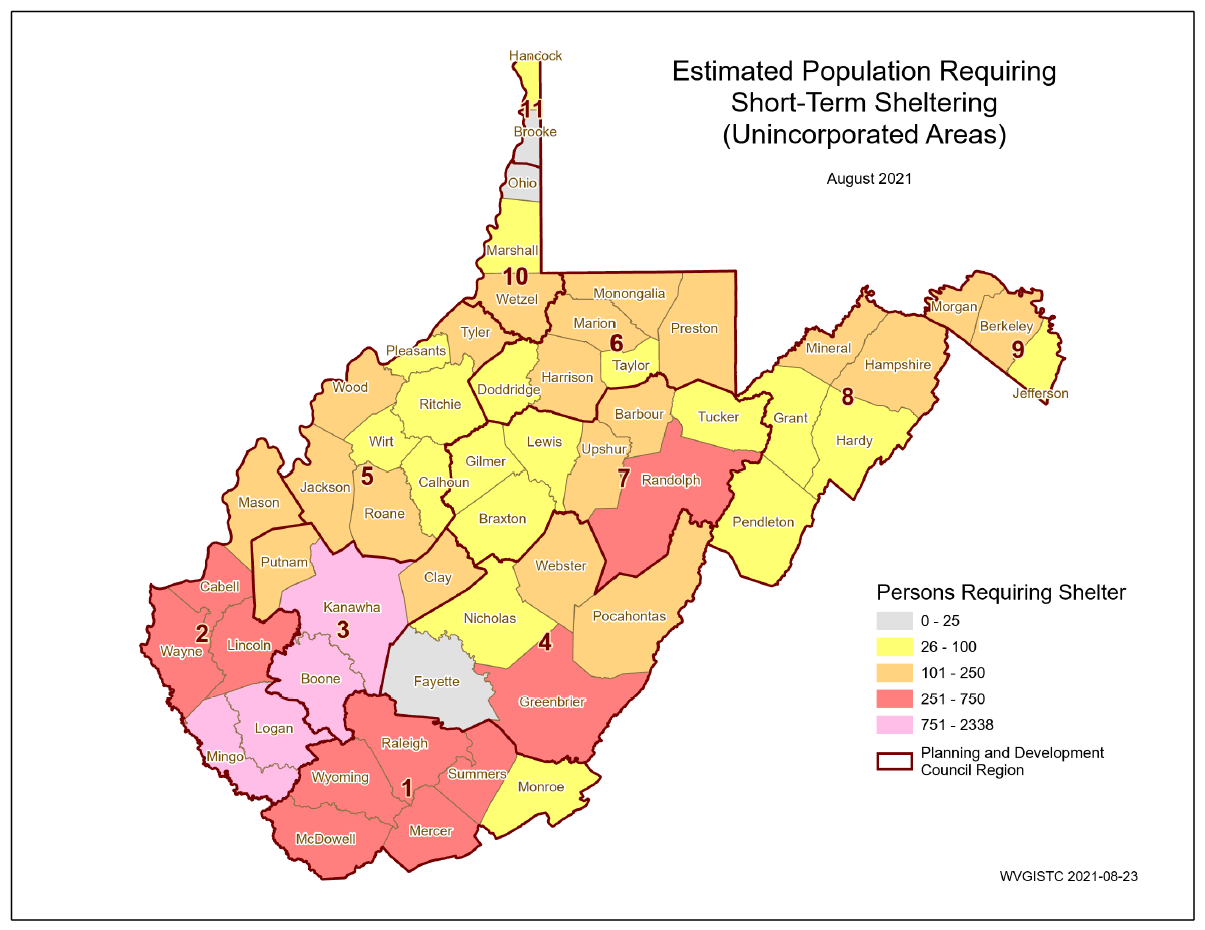 Estimated Population Requiring
Short-Term Sheltering
(Unincorporated Areas)
August 2021
Hancock
11
Brooke
Ohio
Marshall
10
Wetzel
Monongalia
Marion
6
Preston
Tyler
Pleasants
Taylor
Harrison
Doddridge
Wood
Ritchie
Morgan
Berkeley
9
Jefferson
Mineral
Hampshire
8
Grant
Hardy
Tucker
Barbour
Wirt
Lewis
Upshur
Gilmer
Calhoun
5
7
Randolph
Jackson
Roane
Mason
Braxton
Pendleton
Putnam
Clay
Webster
Cabell
Kanawha
3
Nicholas
Pocahontas
2
Wayne
Lincoln
4
Boone
Fayette
Greenbrier
Logan
Mingo
Raleigh
Wyoming
Summers
1
Monroe
McDowell
Mercer
Persons Requiring Shelter
0 - 25
26 - 100
101 - 250
251 - 750
751 - 2338
Planning and Development
Council Region
WVGISTC 2021-08-23